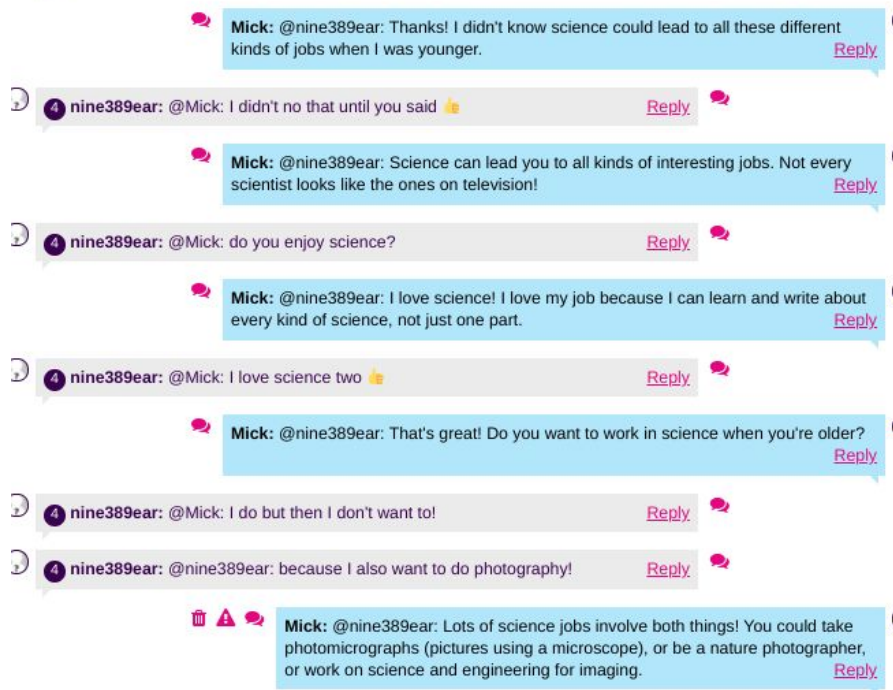 Mick: @nine389ear: Thanks! I didn't know science could lead to all these different
kinds of jobs when I was younger. Reply
4 nine389ear: @Mick: I didn't no that until you said 👍 Reply
Mick: @nine389ear: Science can lead you to all kinds of interesting jobs. Not every
scientist looks like the ones on television! Reply
4 nine389ear: @Mick: do you enjoy science? Reply
Mick: @nine389ear: I love science! I love my job because I can learn and write about
every kind of science, not just one part. Reply
4 nine389ear: @Mick: I love science two 👍 Reply
Mick: @nine389ear: That's great! Do you want to work in science when you're older?
Reply
4 nine389ear: @Mick: I do but then I don't want to! Reply
4 nine389ear: @nine389ear: because I also want to do photography! Reply
Mick: @nine389ear: Lots of science jobs involve both things! You could take
photomicrographs (pictures using a microscope), or be a nature photographer,
or work on science and engineering for imaging. Reply